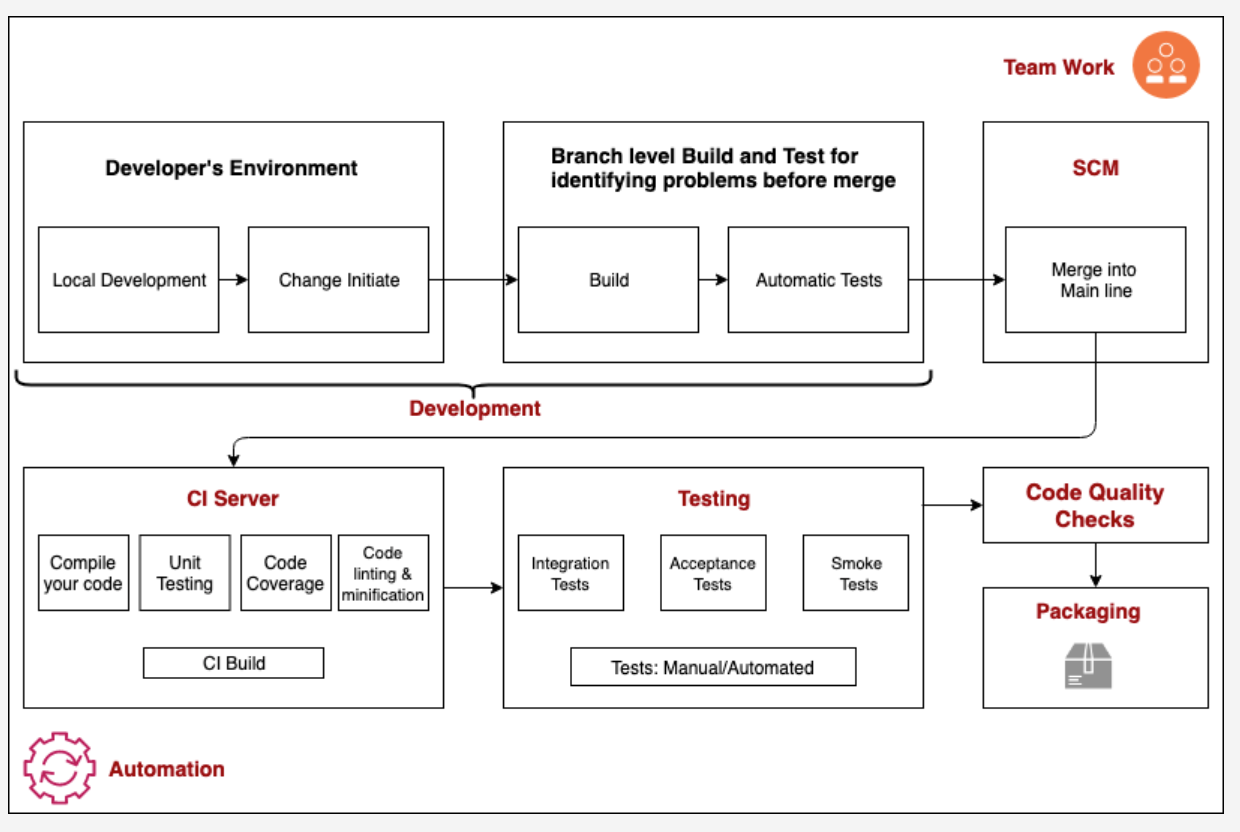 Team Work
Developer's Environment
Local Development
Change Initiate
Branch level Build and Test for
identifying problems before merge
Build
Automatic Tests
SCM
Merge into
Main line
Development
CI Server
Compile
your code
Unit
Testing
Code
Coverage
Code
linting &
minification
CI Build
Testing
Integration
Tests
Acceptance
Tests
Smoke
Tests
Tests: Manual/Automated
Code Quality
Checks
Packaging
Automation